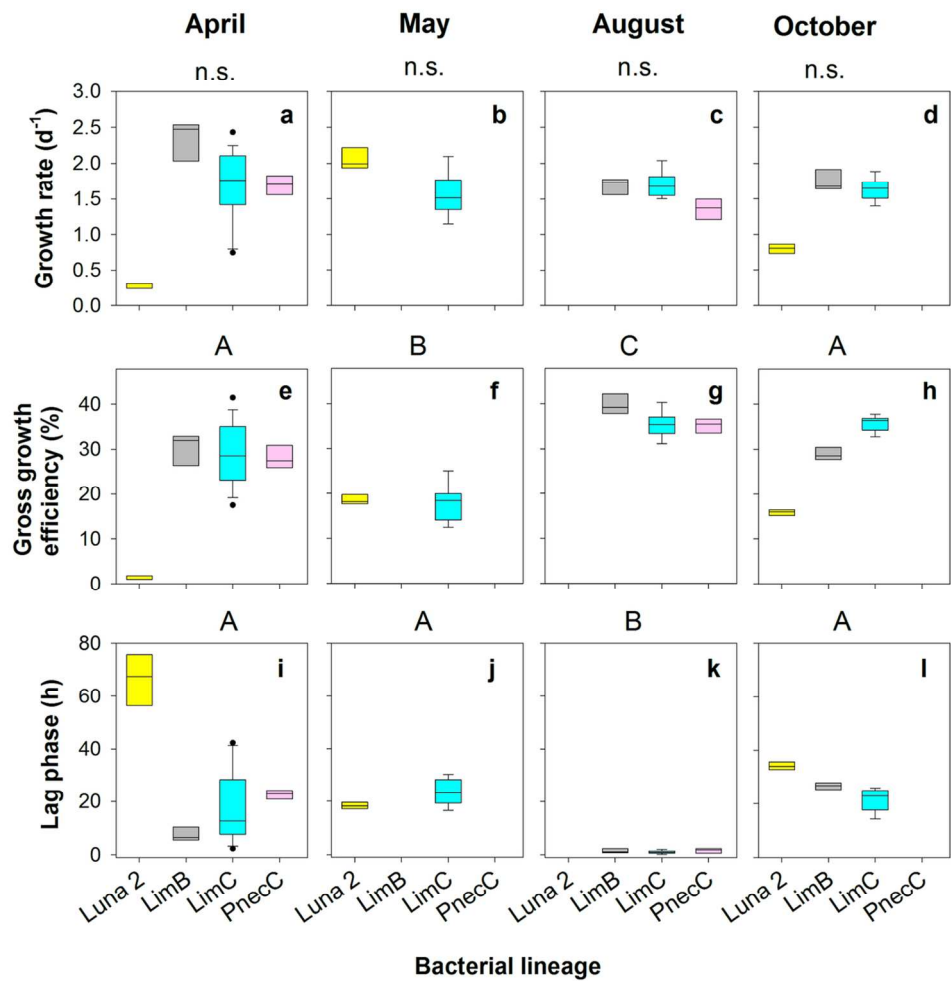 April May August October
n.s. n.s. n.s. n.s.
Growth rate (d⁻¹)
3.0
2.5
2.0
1.5
1.0
0.5
0.0
a b c d
A B C A
Gross growth
efficiency (%)
40
30
20
10
0
e f g h
A A B A
Lag phase (h)
80
60
40
20
0
i j k l
Luna 2 LimB LimC PnecC Luna 2 LimB LimC PnecC Luna 2 LimB LimC PnecC Luna 2 LimB LimC PnecC
Bacterial lineage